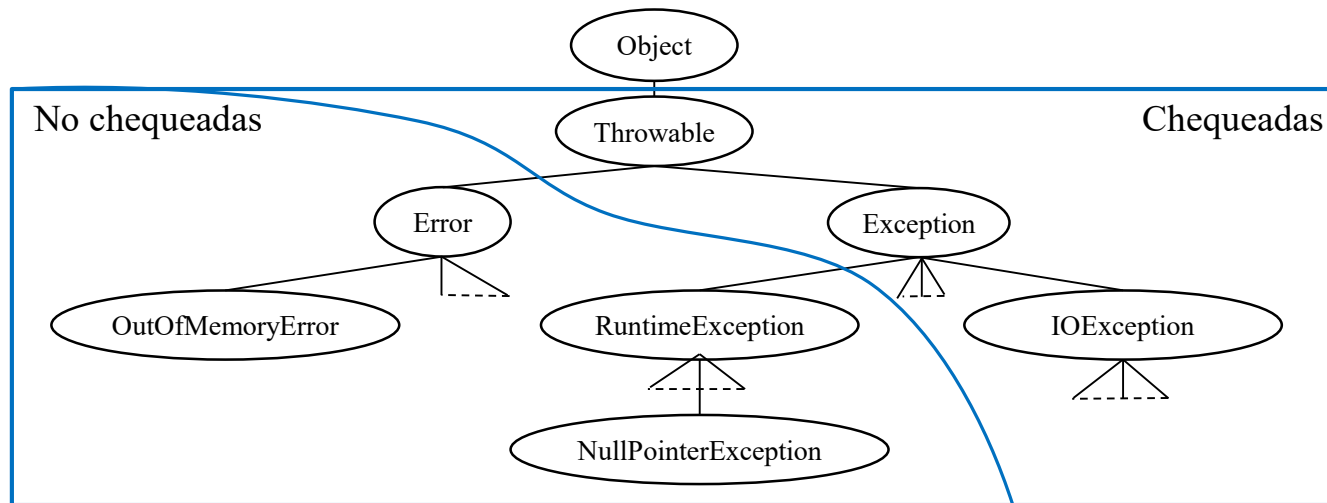 Object
No chequeadas
Chequeadas
Throwable
Error
Exception
OutOfMemoryError
RuntimeException
IOException
NullPointerException